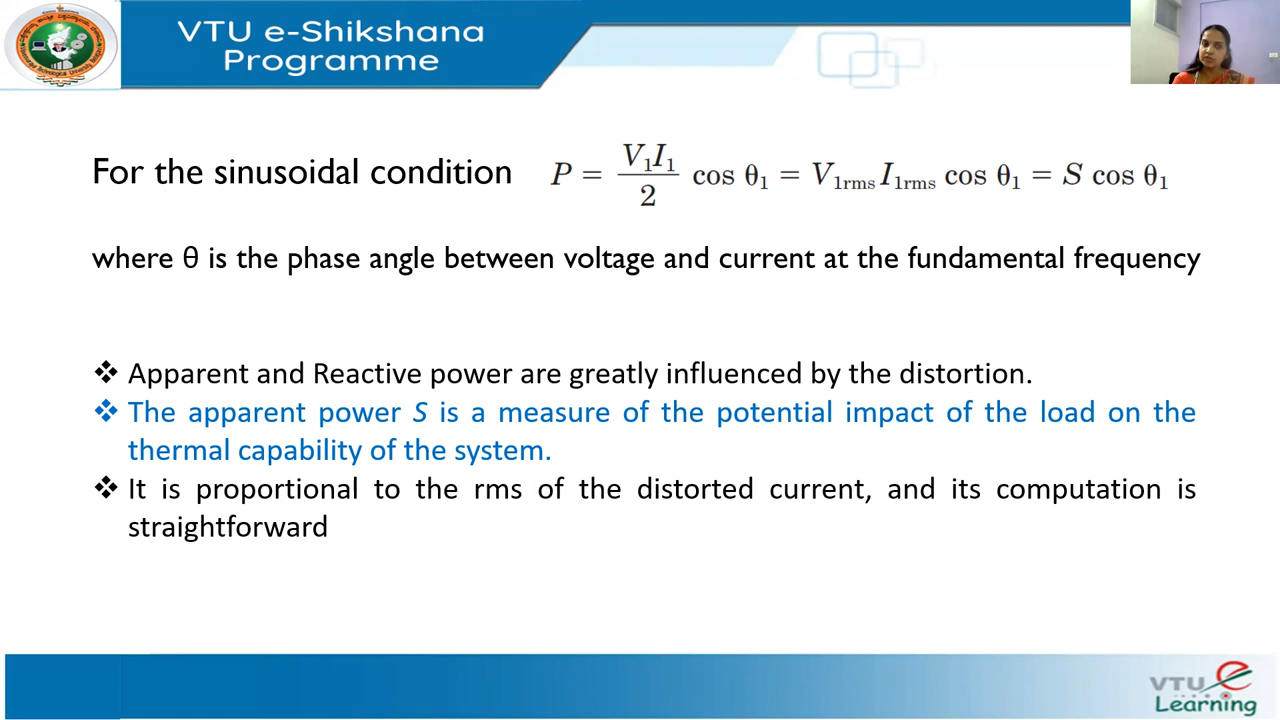 VTU e-Shikshana
Programme
For the sinusoidal condition P = V₁I₁/2 cos θ₁ = V₁rms I₁rms cos θ₁ = S cos θ₁
where θ is the phase angle between voltage and current at the fundamental frequency
❖ Apparent and Reactive power are greatly influenced by the distortion.
❖ The apparent power S is a measure of the potential impact of the load on the
thermal capability of the system.
❖ It is proportional to the rms of the distorted current, and its computation is
straightforward
VTU e
Learning